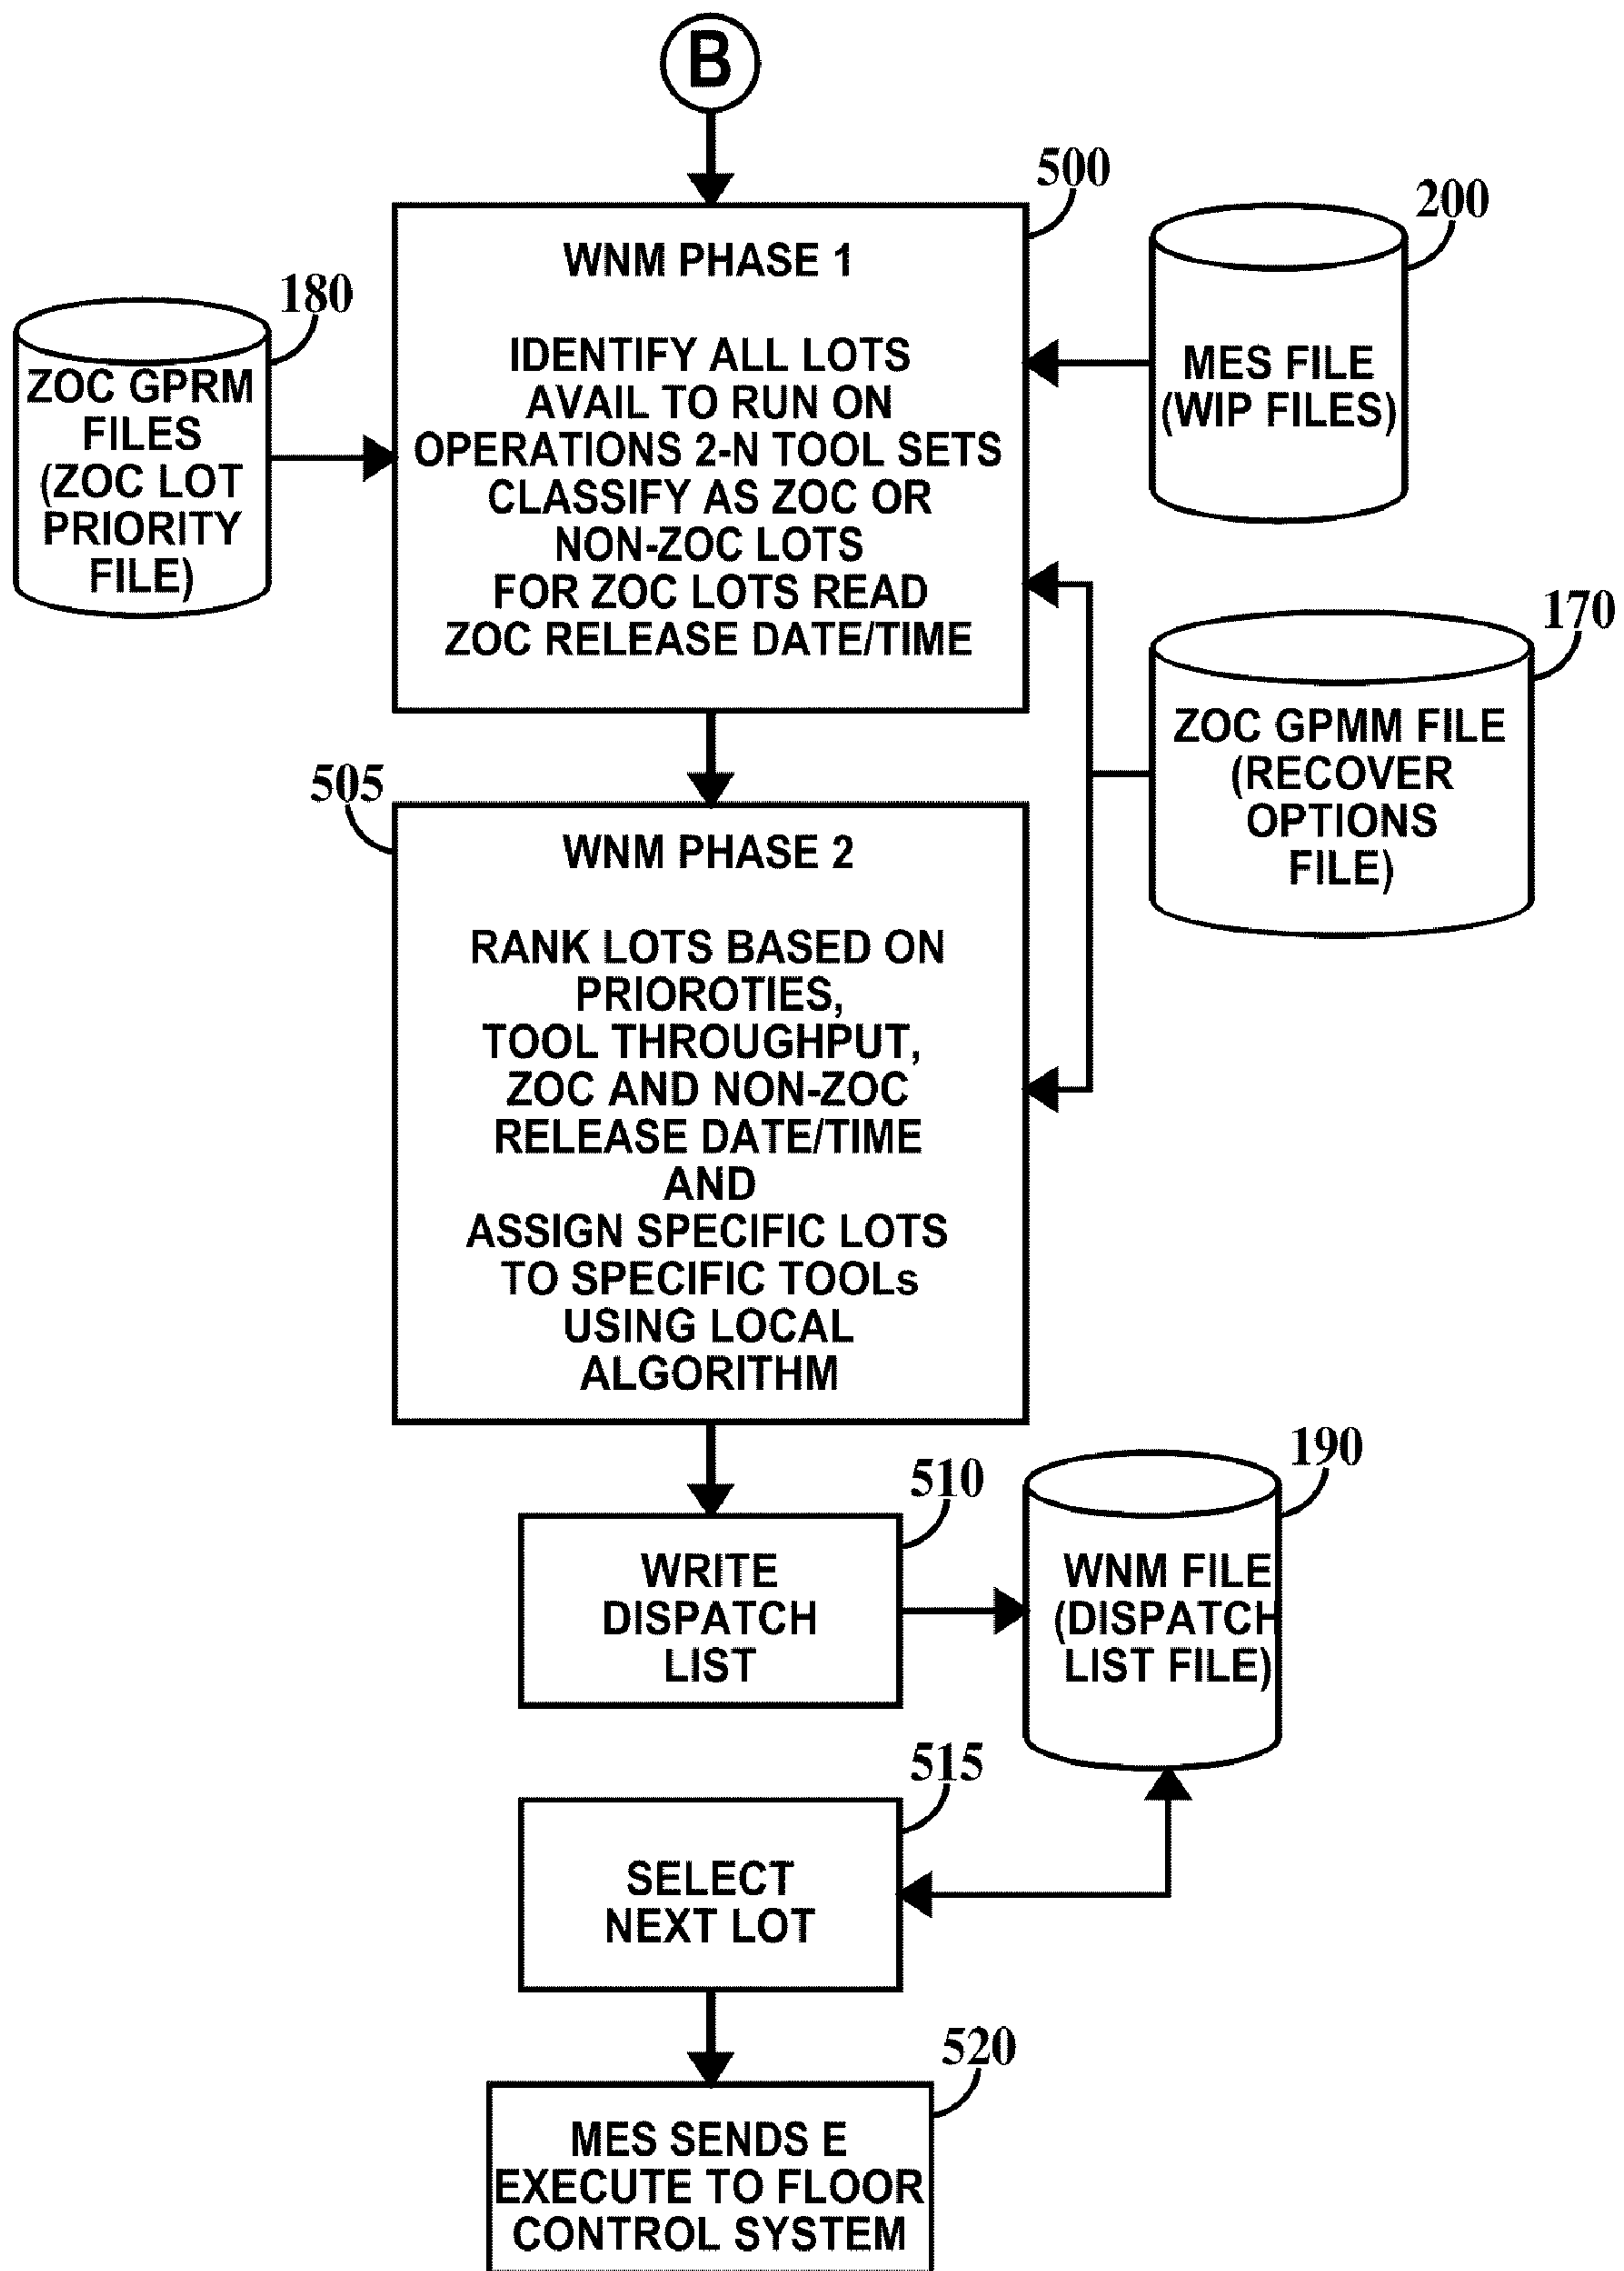 B
500
WNM PHASE 1
IDENTIFY ALL LOTS
AVAIL TO RUN ON
OPERATIONS 2-N TOOL SETS
CLASSIFY AS ZOC OR
NON-ZOC LOTS
FOR ZOC LOTS READ
ZOC RELEASE DATE/TIME
180
ZOC GPRM
FILES
(ZOC LOT
PRIORITY
FILE)
200
MES FILE
(WIP FILES)
170
ZOC GPMM FILE
(RECOVER
OPTIONS
FILE)
505
WNM PHASE 2
RANK LOTS BASED ON
PRIOROTIES,
TOOL THROUGHPUT,
ZOC AND NON-ZOC
RELEASE DATE/TIME
AND
ASSIGN SPECIFIC LOTS
TO SPECIFIC TOOLs
USING LOCAL
ALGORITHM
510
WRITE
DISPATCH
LIST
190
WNM FILE
(DISPATCH
LIST FILE)
515
SELECT
NEXT LOT
520
MES SENDS E
EXECUTE TO FLOOR
CONTROL SYSTEM